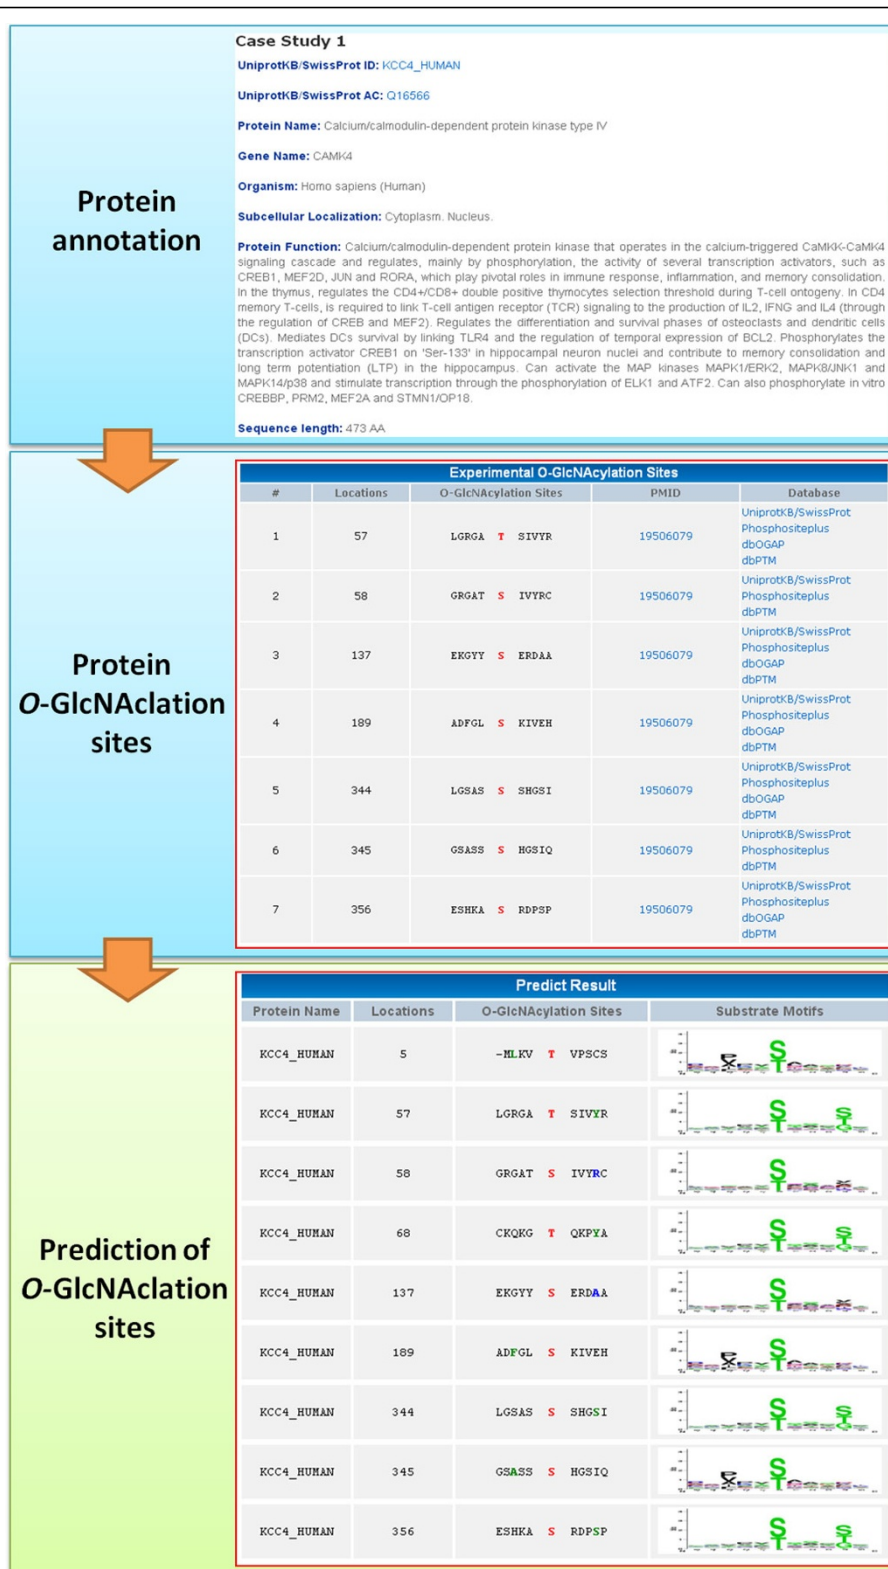 Case Study 1
UniprotKB/SwissProt ID: KCC4_HUMAN
UniprotKB/SwissProt AC: Q16566
Protein Name: Calcium/calmodulin-dependent protein kinase type IV
Gene Name: CAMK4
Organism: Homo sapiens (Human)
Subcellular Localization: Cytoplasm. Nucleus.
Protein
annotation
Protein Function: Calcium/calmodulin-dependent protein kinase that operates in the calcium-triggered CaMKK-CaMK4
signaling cascade and regulates, mainly by phosphorylation, the activity of several transcription activators, such as
CREB1, MEF2D, JUN and RORA, which play pivotal roles in immune response, inflammation, and memory consolidation.
In the thymus, regulates the CD4+/CD8+ double positive thymocytes selection threshold during T-cell ontogeny. In CD4
memory T-cells, is required to link T-cell antigen receptor (TCR) signaling to the production of IL2, IFNG and IL4 (through
the regulation of CREB and MEF2). Regulates the differentiation and survival phases of osteoclasts and dendritic cells
(DCs). Mediates DCs survival by linking TLR4 and the regulation of temporal expression of BCL2. Phosphorylates the
transcription activator CREB1 on 'Ser-133' in hippocampal neuron nuclei and contribute to memory consolidation and
long term potentiation (LTP) in the hippocampus. Can activate the MAP kinases MAPK1/ERK2, MAPK8/JNK1 and
MAPK14/p38 and stimulate transcription through the phosphorylation of ELK1 and ATF2. Can also phosphorylate in vitro
CREBBP, PRM2, MEF2A and STMN1/OP18.
Sequence length: 473 AA
Protein
O-GlcNAclation
sites
Experimental O-GlcNAcylation Sites
# Locations O-GlcNAcylation Sites PMID Database
1 57 LGRGA T SIVYR 19506079 UniprotKB/SwissProt
Phosphositeplus
dbOGAP
dbPTM
2 58 GRGAT S IVYRC 19506079 UniprotKB/SwissProt
Phosphositeplus
dbPTM
3 137 EKGYY S ERDAA 19506079 UniprotKB/SwissProt
Phosphositeplus
dbOGAP
dbPTM
4 189 ADFGL S KIVEH 19506079 UniprotKB/SwissProt
Phosphositeplus
dbOGAP
dbPTM
5 344 LGSAS S SHGSI 19506079 UniprotKB/SwissProt
Phosphositeplus
dbOGAP
dbPTM
6 345 GSASS S HGSIQ 19506079 UniprotKB/SwissProt
Phosphositeplus
dbPTM
7 356 ESHKA S RDPSP 19506079 UniprotKB/SwissProt
Phosphositeplus
dbOGAP
dbPTM
Prediction of
O-GlcNAclation
sites
Predict Result
Protein Name Locations O-GlcNAcylation Sites Substrate Motifs
KCC4_HUMAN 5 -MLKV T VPSCS S T
KCC4_HUMAN 57 LGRGA T SIVYR S T S
KCC4_HUMAN 58 GRGAT S IVYRC S T
KCC4_HUMAN 68 CKQKG T QKPYA S T S
KCC4_HUMAN 137 EKGYY S ERDAA S T
KCC4_HUMAN 189 ADFGL S KIVEH S T
KCC4_HUMAN 344 LGSAS S SHGSI S T S
KCC4_HUMAN 345 GSASS S HGSIQ S T
KCC4_HUMAN 356 ESHKA S RDPSP S T S